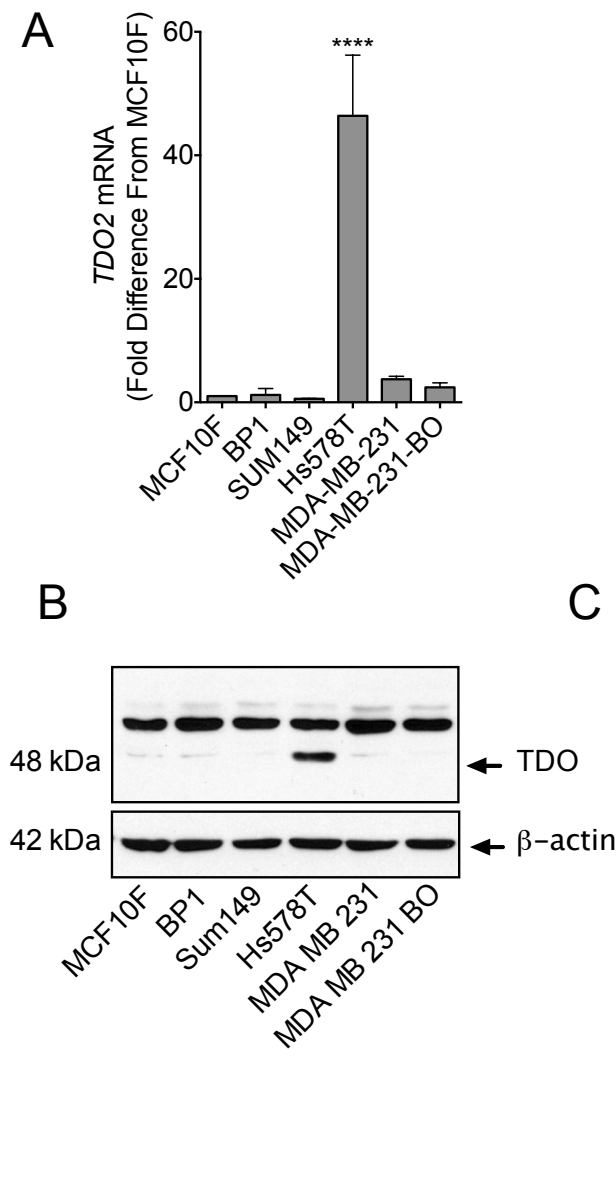 A
TDO2 mRNA
(Fold Difference From MCF10F)
60
40
20
0
****
MCF10F
BP1
SUM149
Hs578T
MDA-MB-231
MDA-MB-231-BO
B
C
48 kDa
TDO
42 kDa
β-actin
MCF10F
BP1
Sum149
Hs578T
MDA MB 231
MDA MB 231 BO